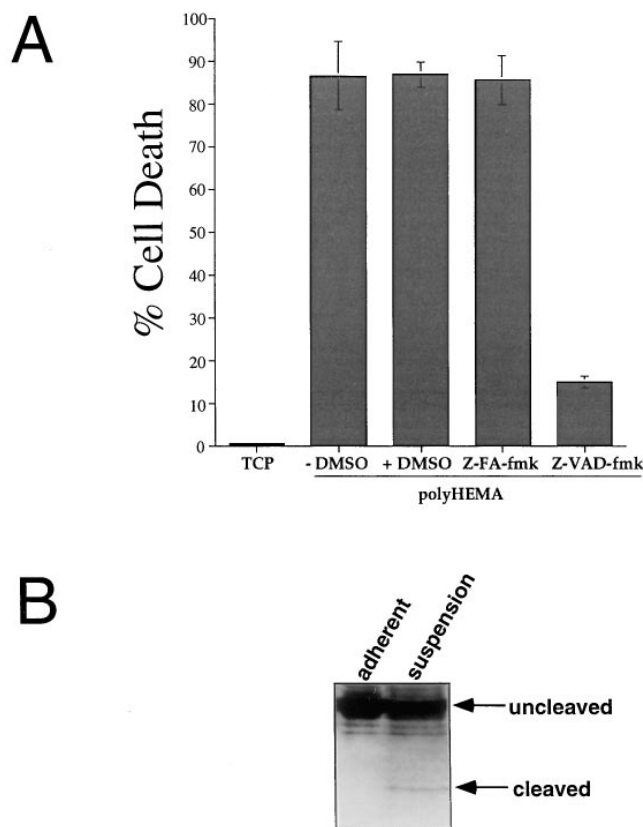 A
% Cell Death
100
90
80
70
60
50
40
30
20
10
0
TCP - DMSO + DMSO Z-FA-fmk Z-VAD-fmk
polyHEMA
B
adherent suspension
uncleaved
cleaved